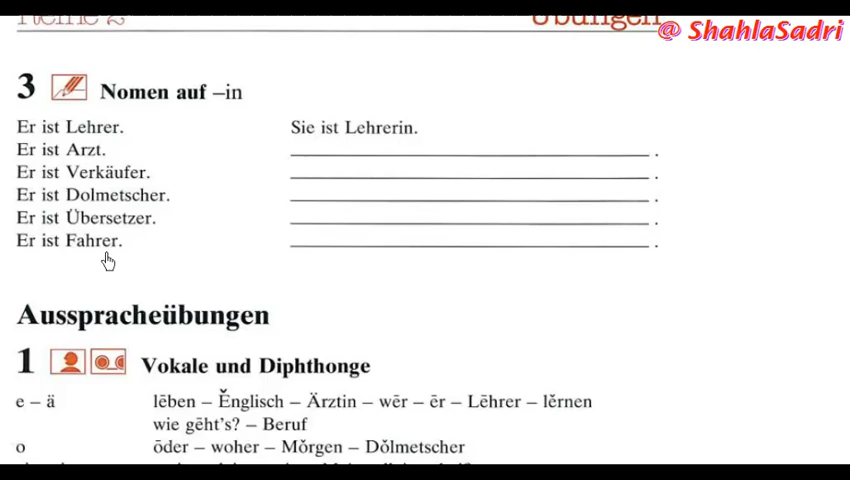 Übungen
@ ShahlaSadri
3 Nomen auf –in
Er ist Lehrer. Sie ist Lehrerin.
Er ist Arzt. .
Er ist Verkäufer. .
Er ist Dolmetscher. .
Er ist Übersetzer. .
Er ist Fahrer. .
Ausspracheübungen
1 Vokale und Diphthonge
e – ä lēben – Ĕnglisch – Ärztin – wēr – ēr – Lēhrer – lĕrnen
wie gēht's? – Beruf
o ōder – woher – Mŏrgen – Dŏlmetscher